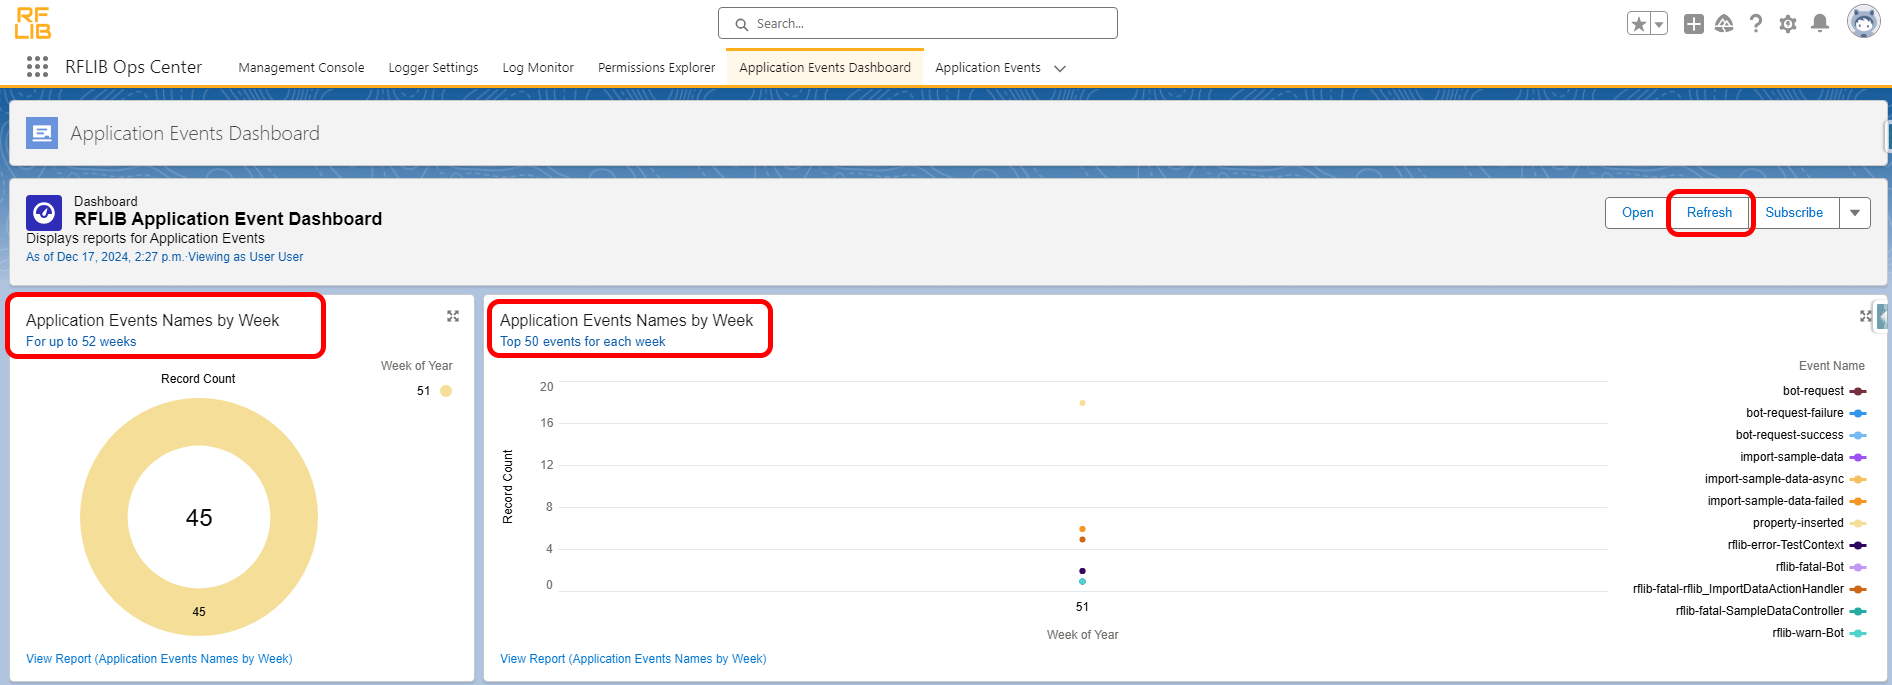 RF
LIB
Search...
RFLIB Ops Center
Management Console
Logger Settings
Log Monitor
Permissions Explorer
Application Events Dashboard
Application Events
Application Events Dashboard
Dashboard
RFLIB Application Event Dashboard
Displays reports for Application Events
As of Dec 17, 2024, 2:27 p.m.·Viewing as User User
Open
Refresh
Subscribe
Application Events Names by Week
For up to 52 weeks
Week of Year
51
Record Count
45
45
View Report (Application Events Names by Week)
Application Events Names by Week
Top 50 events for each week
Record Count
20
16
12
8
4
0
51
Week of Year
Event Name
bot-request
bot-request-failure
bot-request-success
import-sample-data
import-sample-data-async
import-sample-data-failed
property-inserted
rflib-error-TestContext
rflib-fatal-Bot
rflib-fatal-rflib_ImportDataActionHandler
rflib-fatal-SampleDataController
rflib-warn-Bot
View Report (Application Events Names by Week)